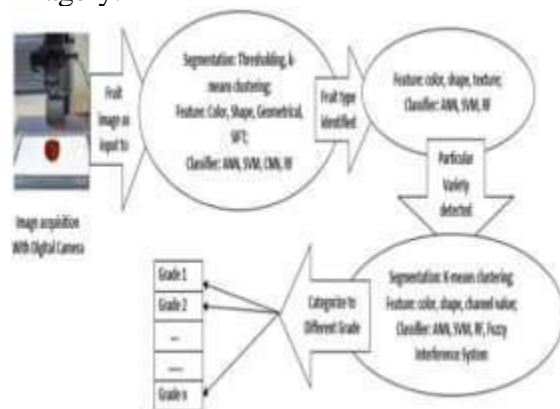 Segmentation: Thresholding, k-
means clustering;
Feature: Color, Shape, Geometrical,
SIFT;
Classifier: ANN, SVM, CNN, RF
Fruit
image as
input to
Fruit type
identified
Feature: color, shape, texture;
Classifier: ANN, SVM, RF
Particular
Variety
detected
Image acquisition
With Digital Camera
Segmentation: K-means clustering;
Feature: color, shape, channel value;
Classifier: ANN, SVM, RF, Fuzzy
Interference System
Categorize to
Different Grade
Grade 1
Grade 2
...
....
Grade n